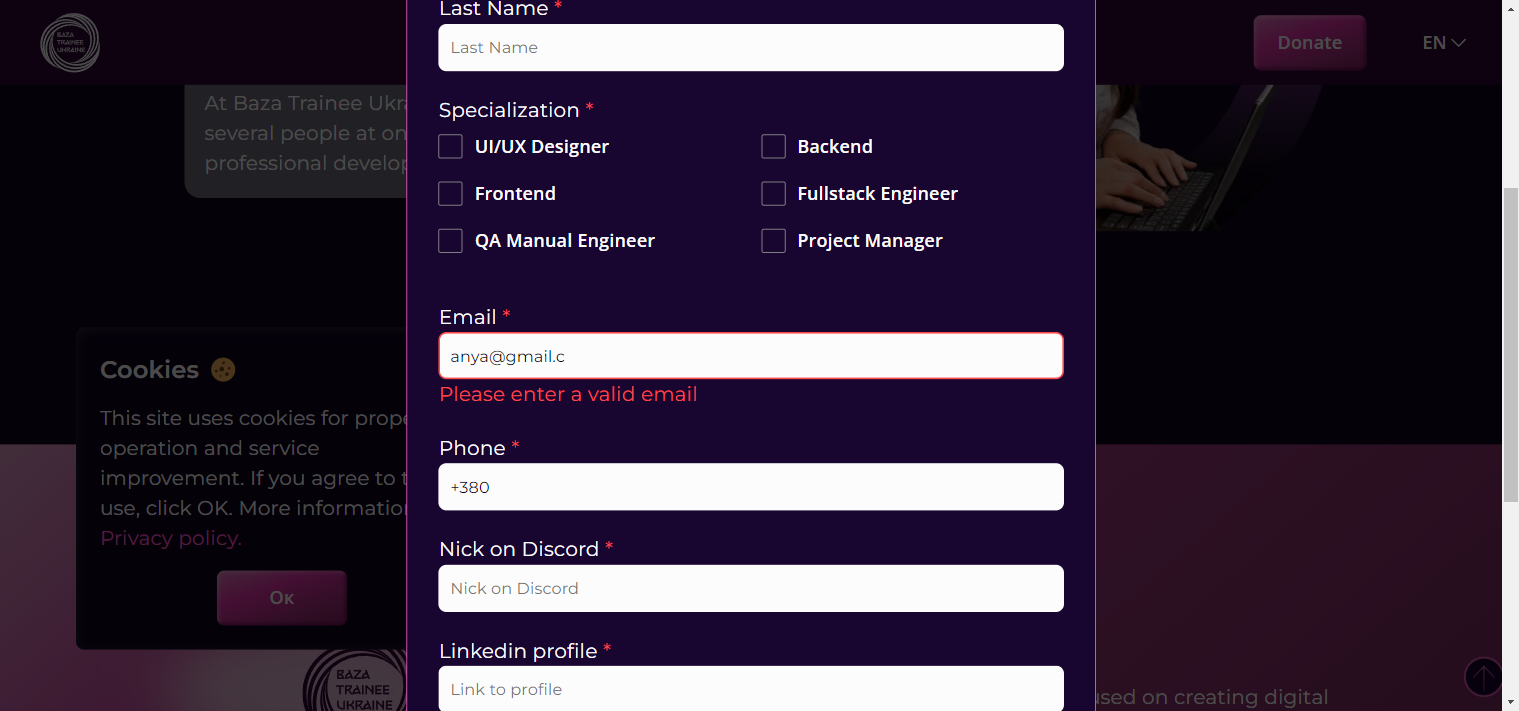 BAZA
TRAINEE
UKRAINE
Donate
EN
At Baza Trainee Ukra
several people at on
professional develop
Last Name *
Last Name
Specialization *
UI/UX Designer
Backend
Frontend
Fullstack Engineer
QA Manual Engineer
Project Manager
Email *
anya@gmail.c
Please enter a valid email
Phone *
+380
Nick on Discord *
Nick on Discord
Linkedin profile *
Link to profile
Cookies
This site uses cookies for prope
operation and service
improvement. If you agree to t
use, click OK. More information
Privacy policy.
Ok
BAZA
TRAINEE
UKRAINE
used on creating digital